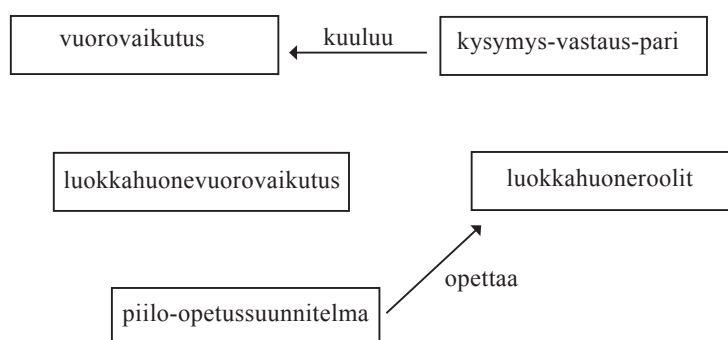 vuorovaikutus
kuuluu
kysymys-vastaus-pari
luokkahuonevuorovaikutus
luokkahuoneroolit
opettaa
piilo-opetussuunnitelma